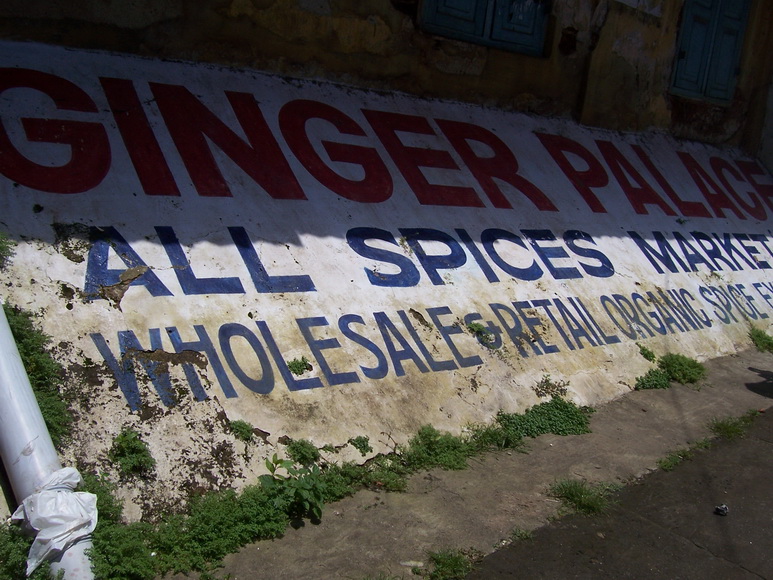 GINGER PALACE
ALL SPICES MARKET
WHOLESALE & RETAIL ORGANIC SPICE